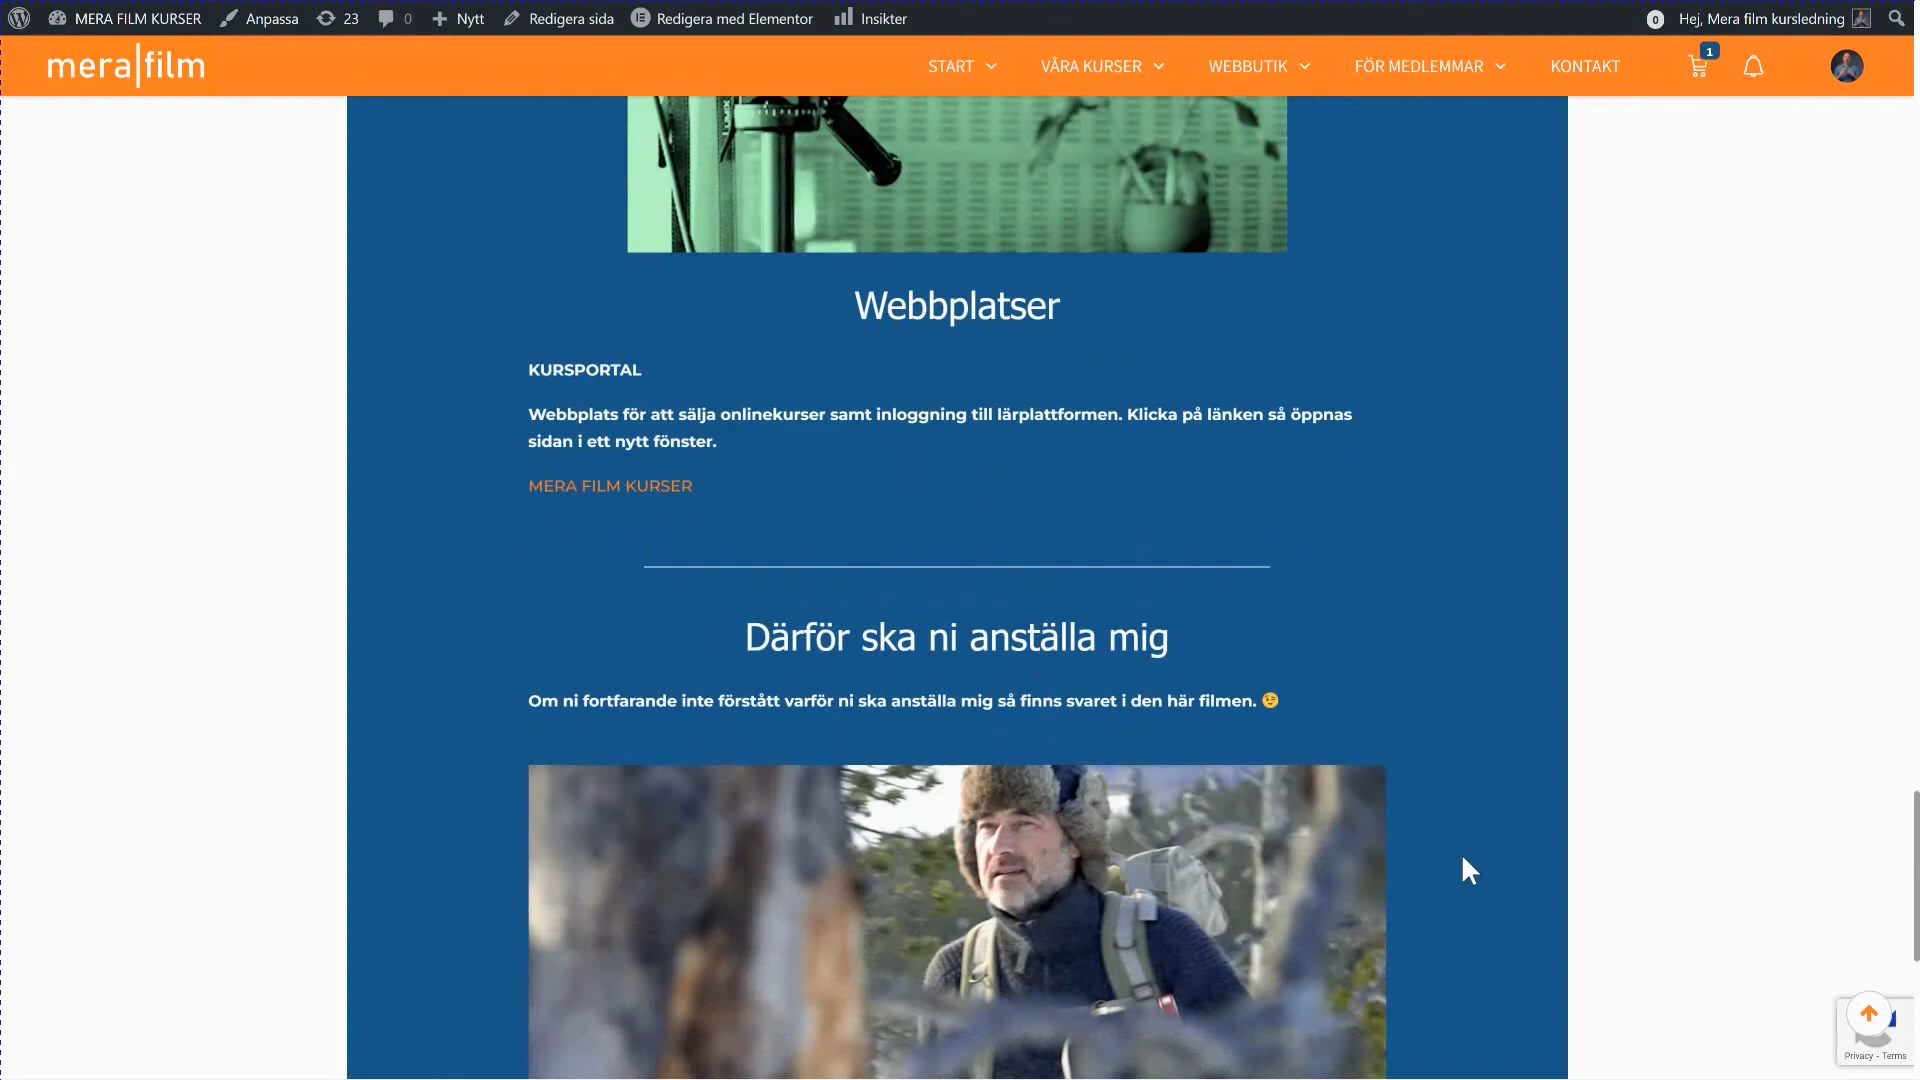 MERA FILM KURSER Anpassa 23 0 Nytt Redigera sida Redigera med Elementor Insikter 0 Hej, Mera film kursledning
mera|film START VÅRA KURSER WEBBUTIK FÖR MEDLEMMAR KONTAKT 1
LUMIX
Webbplatser
KURSPORTAL
Webbplats för att sälja onlinekurser samt inloggning till lärplattformen. Klicka på länken så öppnas
sidan i ett nytt fönster.
MERA FILM KURSER
Därför ska ni anställa mig
Om ni fortfarande inte förstått varför ni ska anställa mig så finns svaret i den här filmen. 😉
Privacy - Terms